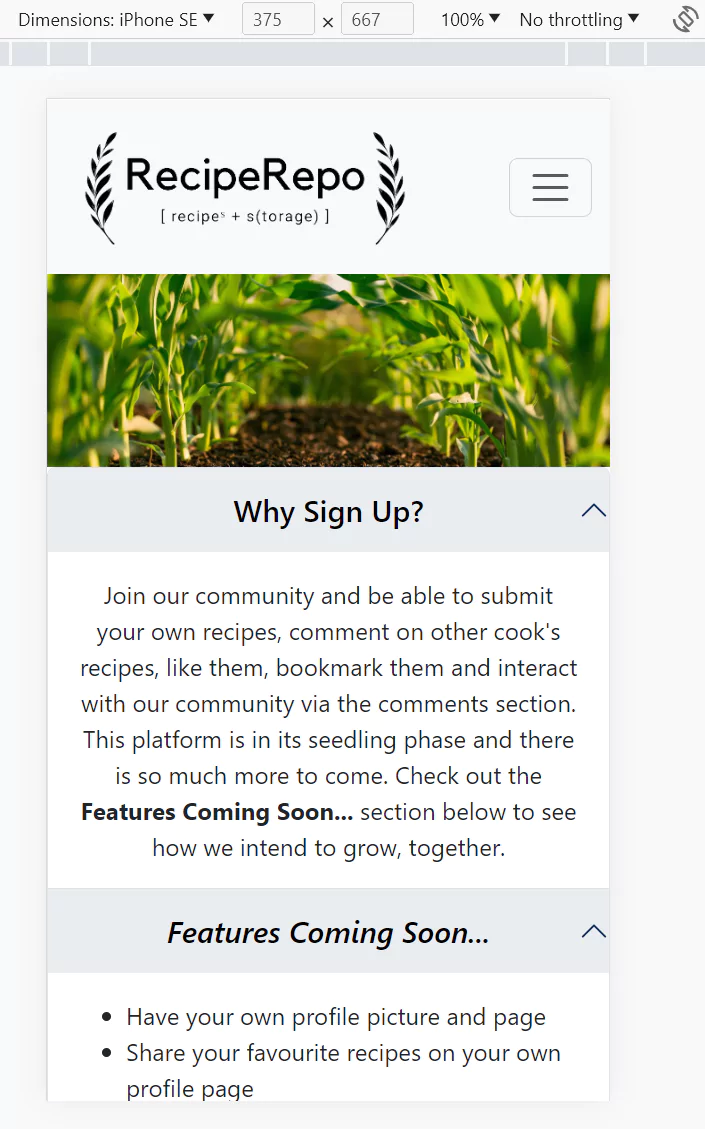 Dimensions: iPhone SE ▼ 375 × 667 100% ▼ No throttling ▼
RecipeRepo
[ recipeˢ + s(torage) ]
Why Sign Up?
Join our community and be able to submit
your own recipes, comment on other cook's
recipes, like them, bookmark them and interact
with our community via the comments section.
This platform is in its seedling phase and there
is so much more to come. Check out the
Features Coming Soon... section below to see
how we intend to grow, together.
Features Coming Soon...
• Have your own profile picture and page
• Share your favourite recipes on your own
profile page